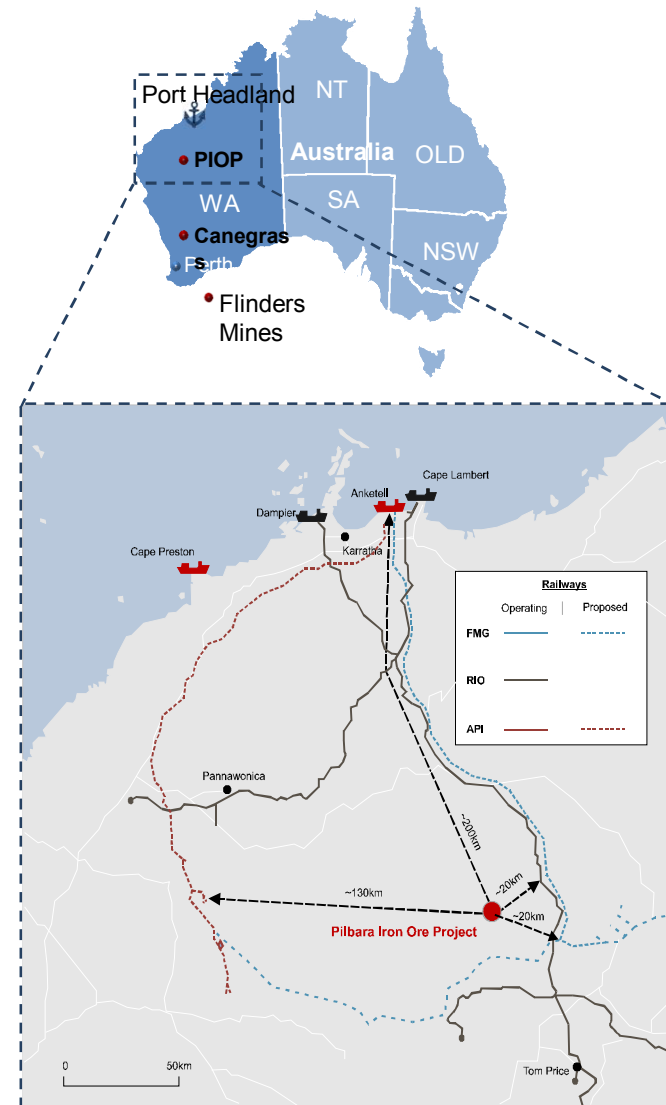 Port Headland
NT
PIOP
Australia
OLD
WA
SA
Canegras
s
NSW
Perth
Flinders
Mines
Cape Lambert
Anketell
Dampier
Karratha
Cape Preston
Railways
Operating
Proposed
FMG
RIO
API
Pannawonica
~200km
~20km
~130km
~20km
Pilbara Iron Ore Project
0
50km
Tom Price